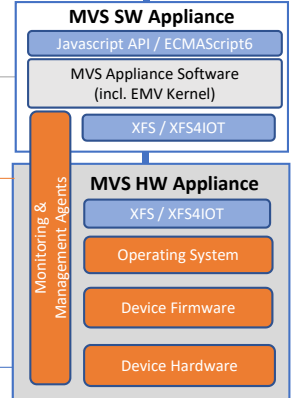 MVS SW Appliance
Javascript API / ECMAScript6
MVS Appliance Software
(incl. EMV Kernel)
XFS / XFS4IOT
Monitoring &
Management Agents
MVS HW Appliance
XFS / XFS4IOT
Operating System
Device Firmware
Device Hardware